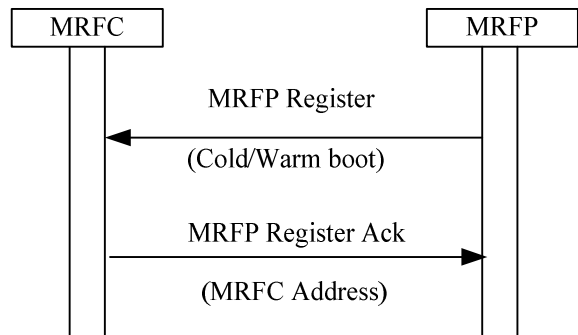 MRFC
MRFP
MRFP Register
(Cold/Warm boot)
MRFP Register Ack
(MRFC Address)